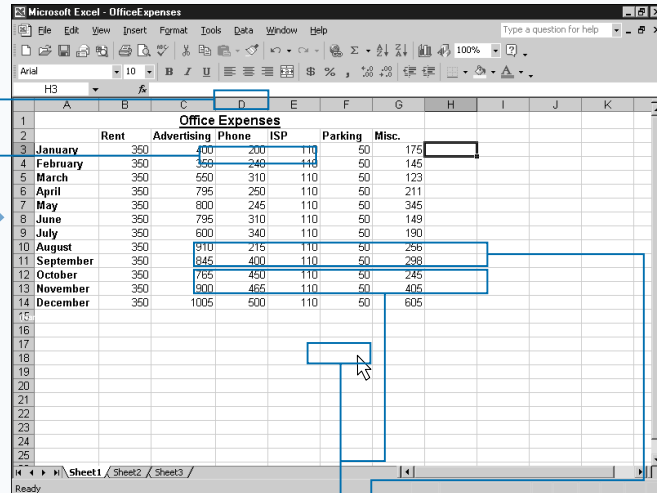 Microsoft Excel - OfficeExpenses
File Edit View Insert Format Tools Data Window Help Type a question for help
100%
Arial 10 B I U $ % ,
H3 fx
A B C D E F G H I J K
1 Office Expenses
2 Rent Advertising Phone ISP Parking Misc.
3 January 350 400 200 110 50 175
4 February 350 350 240 110 50 145
5 March 350 550 310 110 50 123
6 April 350 795 250 110 50 211
7 May 350 800 245 110 50 345
8 June 350 795 310 110 50 149
9 July 350 600 340 110 50 190
10 August 350 910 215 110 50 256
11 September 350 845 400 110 50 298
12 October 350 765 450 110 50 245
13 November 350 900 465 110 50 405
14 December 350 1005 500 110 50 605
15
16
17
18
19
20
21
22
23
24
25
Sheet1 Sheet2 Sheet3
Ready